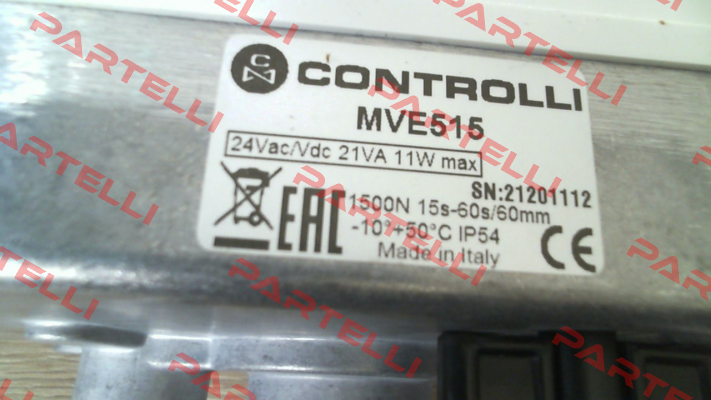 CN CONTROLLI
MVE515
24Vac/Vdc 21VA 11W max
SN:21201112
EAC 1500N 15s-60s/60mm
-10°+50°C IP54
Made in Italy CE
PARTELLI
PARTELLI
PARTELLI
PARTELLI
PARTELLI
PARTELLI
PARTELLI
PARTELLI